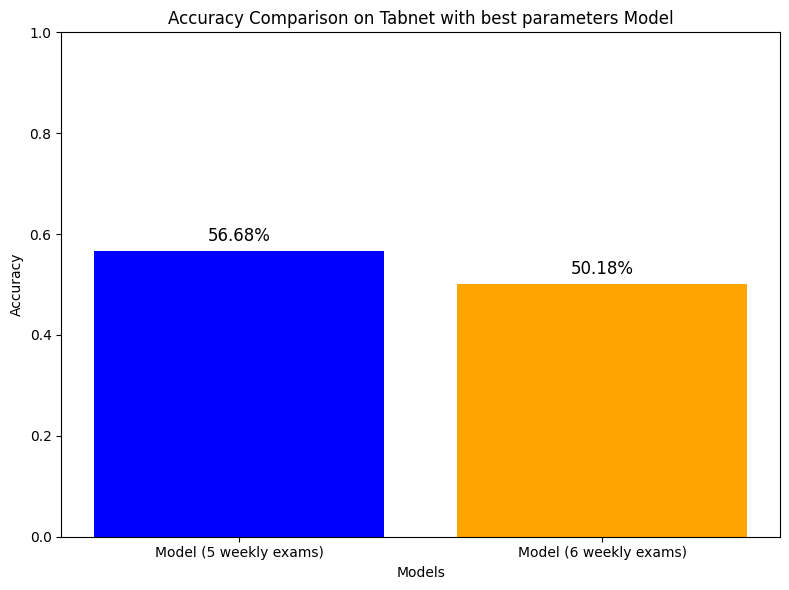 Accuracy Comparison on Tabnet with best parameters Model
1.0
0.8
0.6
0.4
0.2
0.0
Accuracy
56.68%
50.18%
Model (5 weekly exams)
Model (6 weekly exams)
Models